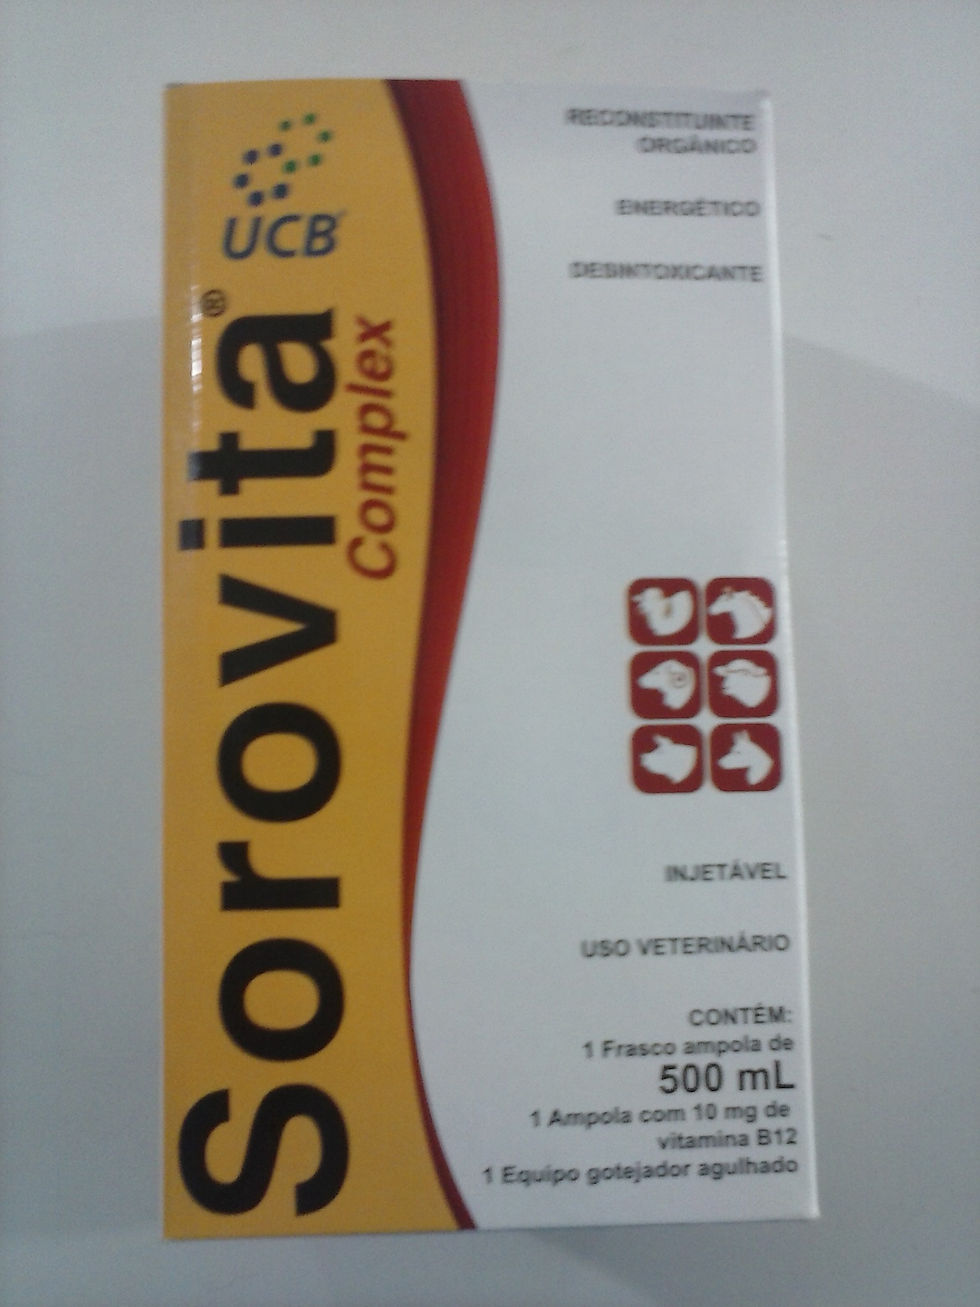 UCB
Sorovita®
Complex
RECONSTITUINTE
ORGÂNICO
ENERGÉTICO
DESINTOXICANTE
INJETÁVEL
USO VETERINÁRIO
CONTÉM:
1 Frasco ampola de
500 mL
1 Ampola com 10 mg de
vitamina B12
1 Equipo gotejador agulhado